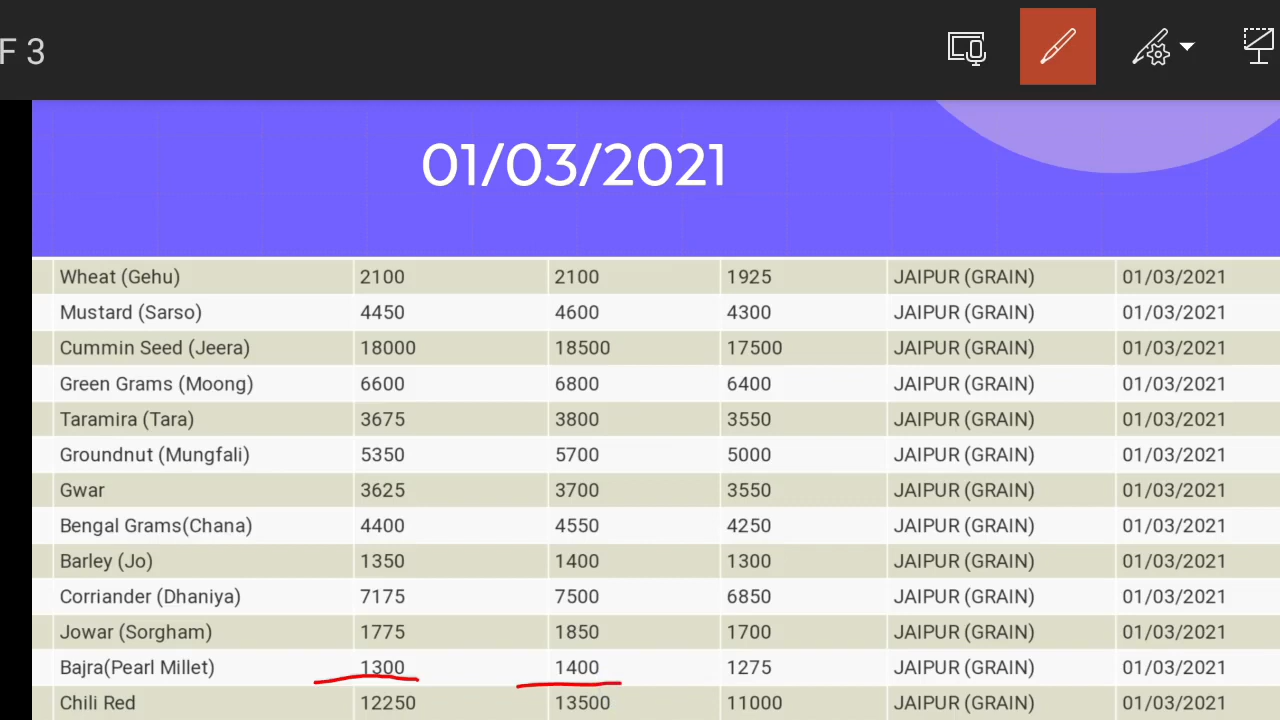 F 3
01/03/2021
Wheat (Gehu) 2100 2100 1925 JAIPUR (GRAIN) 01/03/2021
Mustard (Sarso) 4450 4600 4300 JAIPUR (GRAIN) 01/03/2021
Cummin Seed (Jeera) 18000 18500 17500 JAIPUR (GRAIN) 01/03/2021
Green Grams (Moong) 6600 6800 6400 JAIPUR (GRAIN) 01/03/2021
Taramira (Tara) 3675 3800 3550 JAIPUR (GRAIN) 01/03/2021
Groundnut (Mungfali) 5350 5700 5000 JAIPUR (GRAIN) 01/03/2021
Gwar 3625 3700 3550 JAIPUR (GRAIN) 01/03/2021
Bengal Grams(Chana) 4400 4550 4250 JAIPUR (GRAIN) 01/03/2021
Barley (Jo) 1350 1400 1300 JAIPUR (GRAIN) 01/03/2021
Corriander (Dhaniya) 7175 7500 6850 JAIPUR (GRAIN) 01/03/2021
Jowar (Sorgham) 1775 1850 1700 JAIPUR (GRAIN) 01/03/2021
Bajra(Pearl Millet) 1300 1400 1275 JAIPUR (GRAIN) 01/03/2021
Chili Red 12250 13500 11000 JAIPUR (GRAIN) 01/03/2021